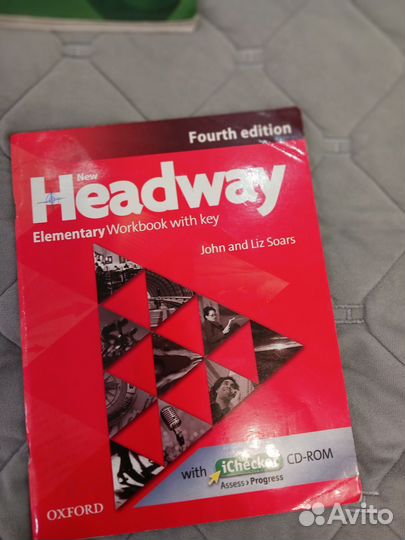 Fourth edition
New
Headway
Elementary Workbook with key
John and Liz Soars
with iChecker CD-ROM
Assess > Progress
OXFORD
Avito